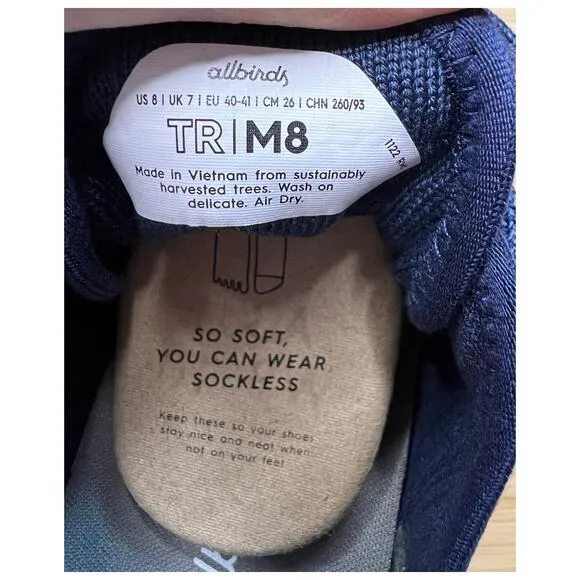 allbirds
US 8 | UK 7 | EU 40-41 | CM 26 | CHN 260/93
TR|M8
Made in Vietnam from sustainably
harvested trees. Wash on
delicate. Air Dry.
1122
SO SOFT,
YOU CAN WEAR
SOCKLESS
Keep these so your shoes
stay nice and neat when
not on your feet